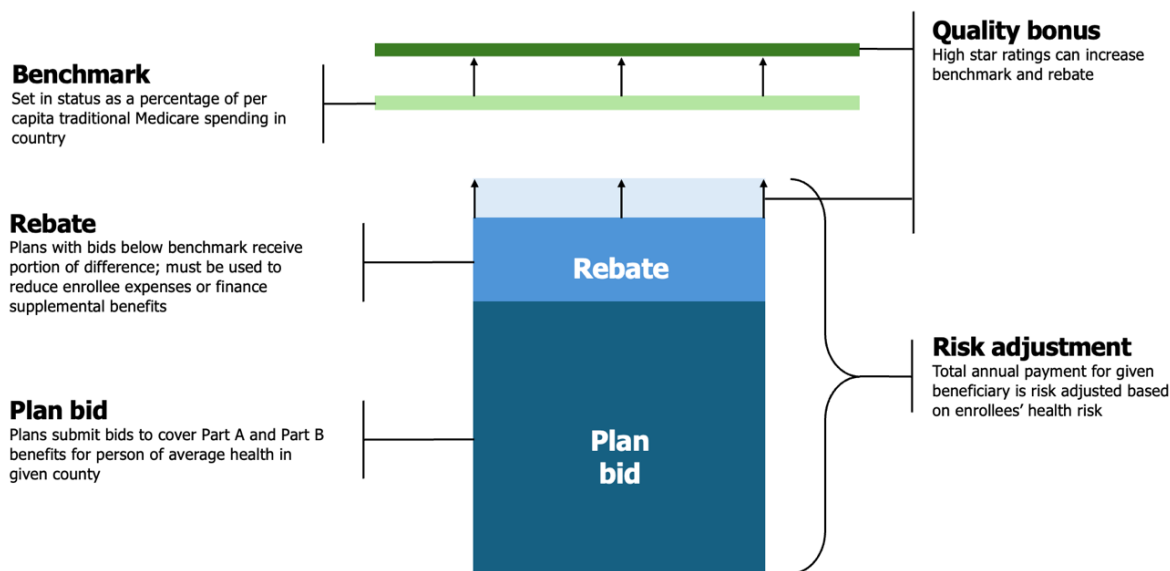 Benchmark
Set in status as a percentage of per
capita traditional Medicare spending in
country
Rebate
Plans with bids below benchmark receive
portion of difference; must be used to
reduce enrollee expenses or finance
supplemental benefits
Plan bid
Plans submit bids to cover Part A and Part B
benefits for person of average health in
given county
Rebate
Plan
bid
Quality bonus
High star ratings can increase
benchmark and rebate
Risk adjustment
Total annual payment for given
beneficiary is risk adjusted based
on enrollees’ health risk